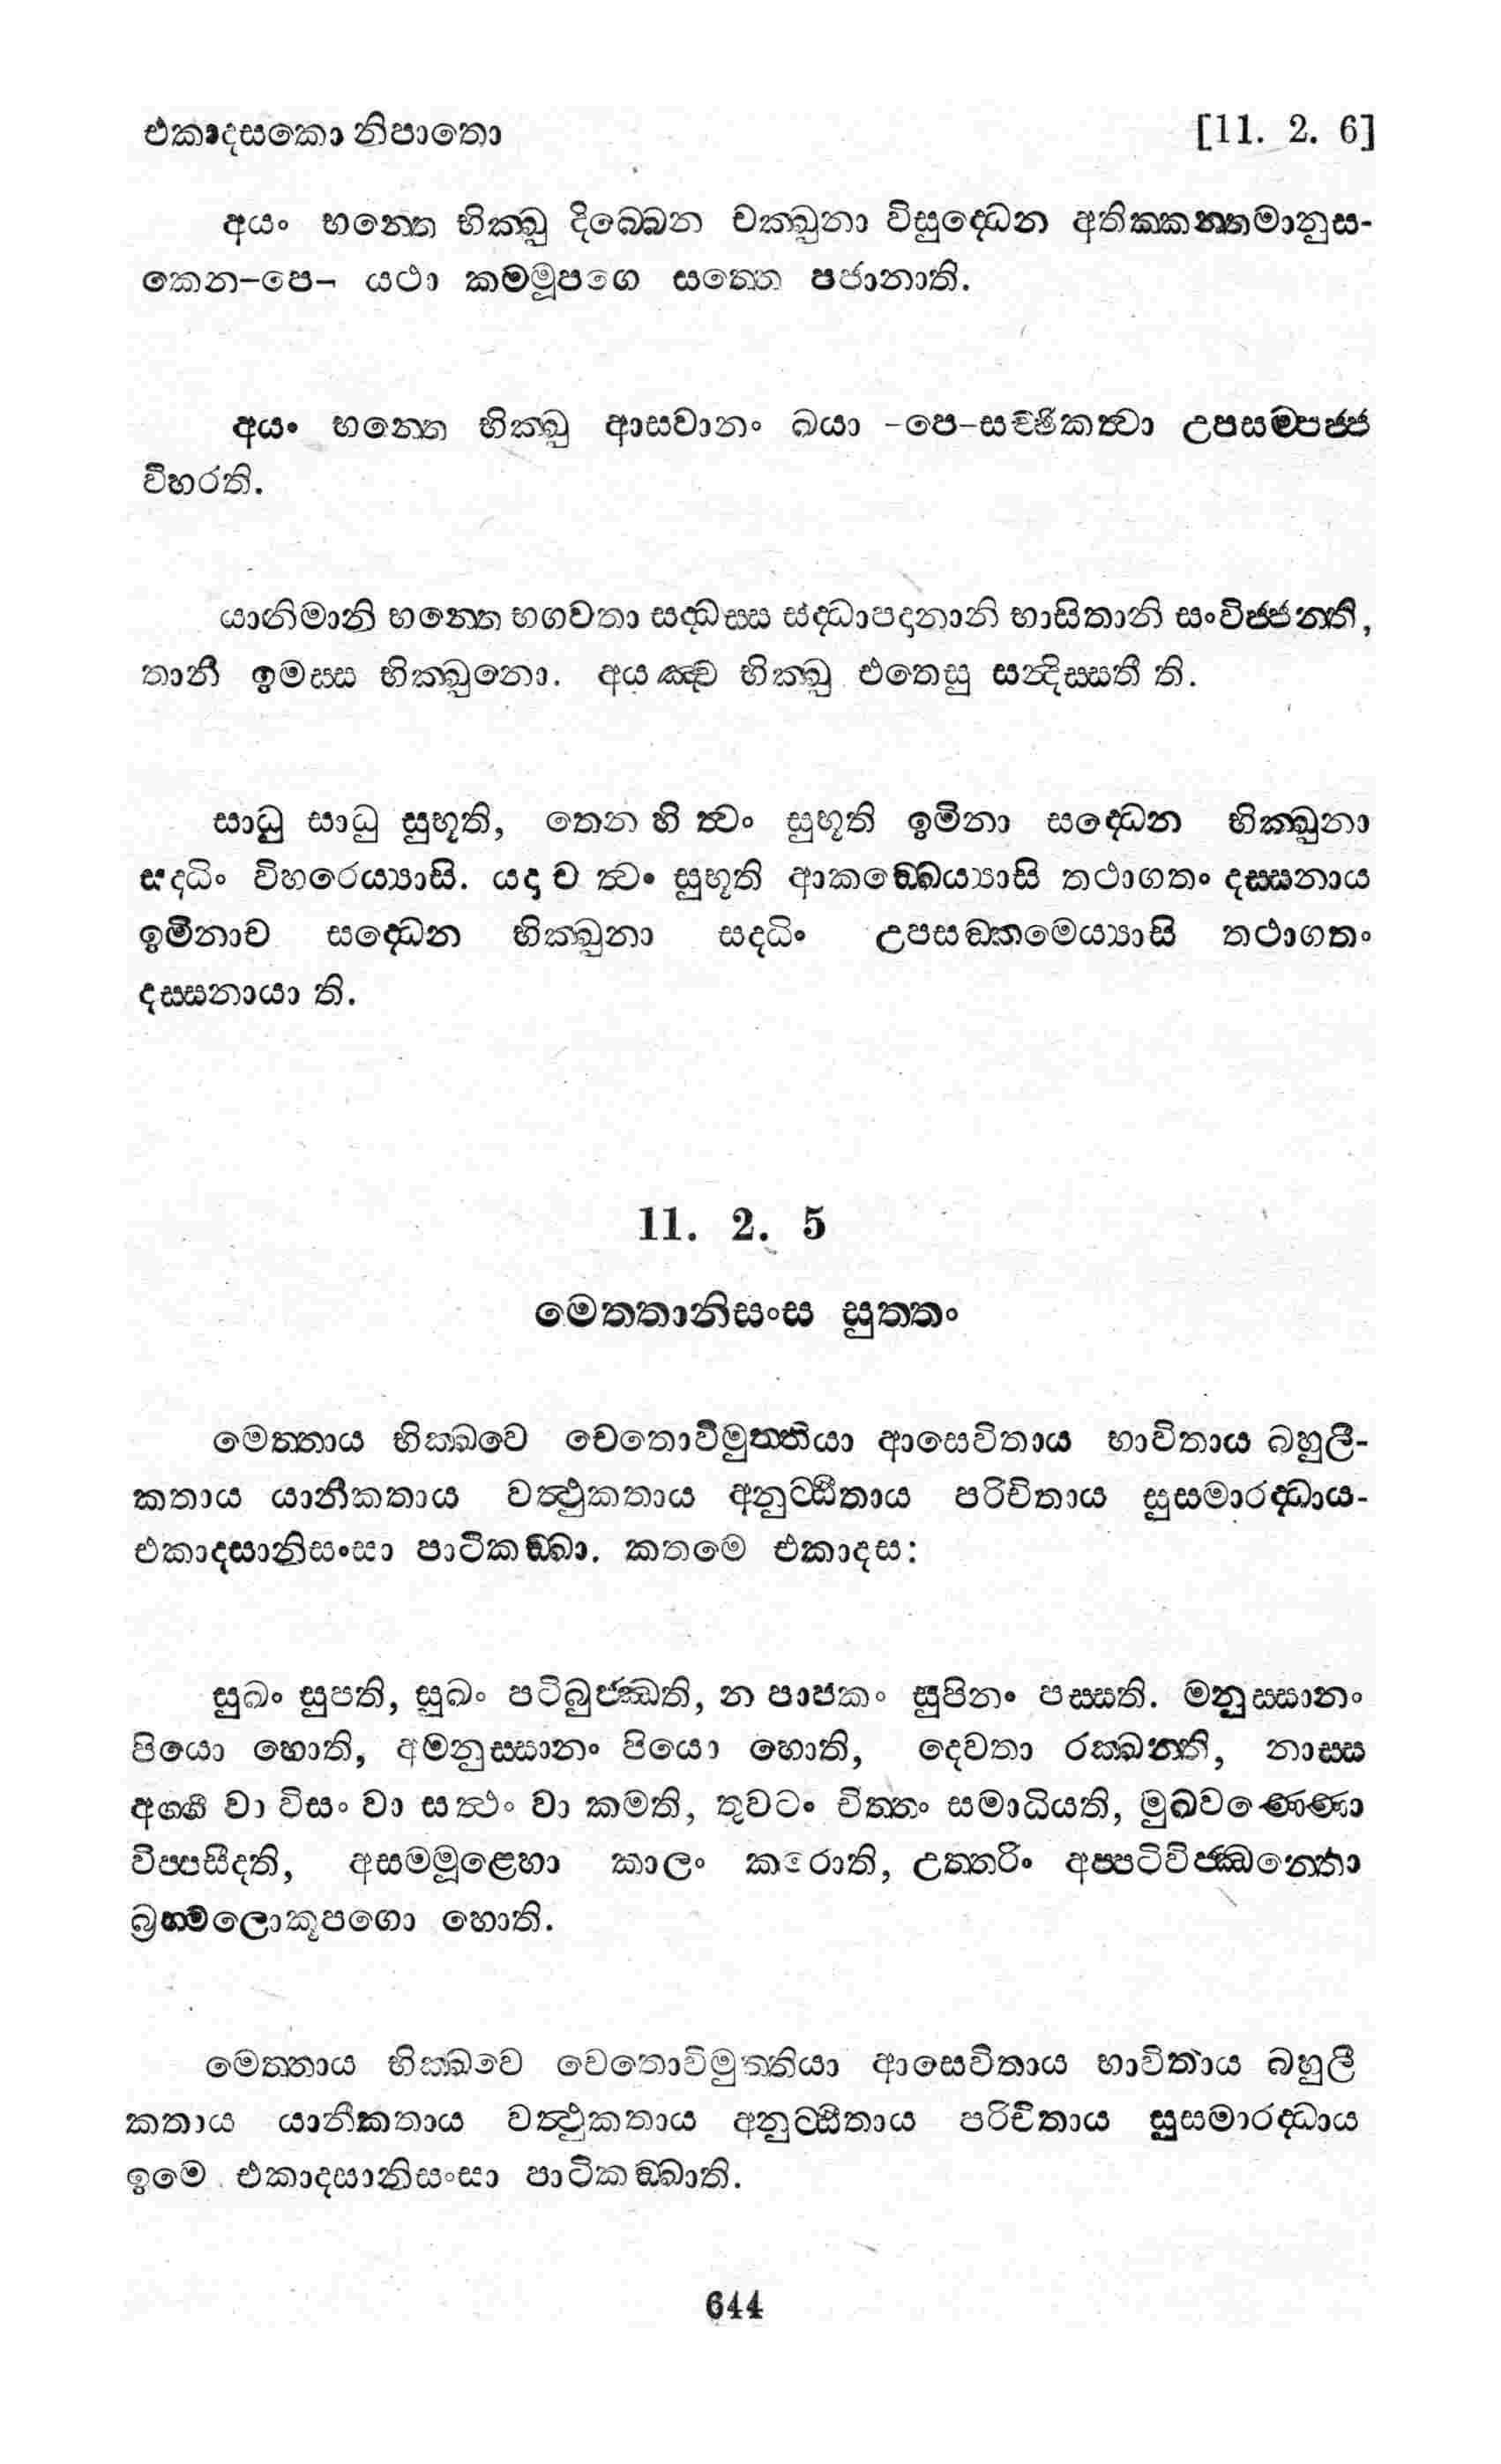 එකාදසකො නිපාතො [11. 2. 6]
අයං භන්තෙ භික්ඛු දිබ්බෙන චක්ඛුනා විසුද්ධෙන අතික්කන්තමානුස-
කෙන-පෙ- යථා කම්මූපගෙ සත්තෙ පජානාති.
අයං භන්තෙ භික්ඛු ආසවානං ඛයා -පෙ-සච්ඡිකත්වා උපසම්පජ්ජ
විහරති.
යානිමානි භන්තෙ භගවතා සද්ධස්ස සද්ධාපදානානි භාසිතානි සංවිජ්ජන්ති,
තානි ඉමස්ස භික්ඛුනො. අයඤ්ච භික්ඛු එතෙසු සන්දිස්සතී ති.
සාධු සාධු සුභූති, තෙන හි ත්වං සුභූති ඉමිනා සද්ධෙන භික්ඛුනා
සද්ධිං විහරෙය්‍යාසි. යදා ච ත්වං සුභූති ආකඞ්ඛෙය්‍යාසි තථාගතං දස්සනාය
ඉමිනාච සද්ධෙන භික්ඛුනා සද්ධිං උපසඞ්කමෙය්‍යාසි තථාගතං
දස්සනායා ති.
11. 2. 5
මෙත්තානිසංස සුත්තං
මෙත්තාය භික්ඛවෙ චෙතොවිමුත්තියා ආසෙවිතාය භාවිතාය බහුලී-
කතාය යානීකතාය වත්ථුකතාය අනුට්ඨිතාය පරිචිතාය සුසමාරද්ධාය-
එකාදසානිසංසා පාටිකඞ්ඛා. කතමෙ එකාදස:
සුඛං සුපති, සුඛං පටිබුජ්ඣති, න පාපකං සුපිනං පස්සති. මනුස්සානං
පියො හොති, අමනුස්සානං පියො හොති, දෙවතා රක්ඛන්ති, නාස්ස
අග්ගි වා විසං වා සත්ථං වා කමති, තුවටං චිත්තං සමාධියති, මුඛවණ්ණො
විප්පසීදති, අසම්මූළ්හො කාලං කරොති, උත්තරිං අප්පටිවිජ්ඣන්තො
බ්‍රහ්මලොකූපගො හොති.
මෙත්තාය භික්ඛවෙ චෙතොවිමුත්තියා ආසෙවිතාය භාවිතාය බහුලී
කතාය යානීකතාය වත්ථුකතාය අනුට්ඨිතාය පරිචිතාය සුසමාරද්ධාය
ඉමෙ එකාදසානිසංසා පාටිකඞ්ඛාති.
644